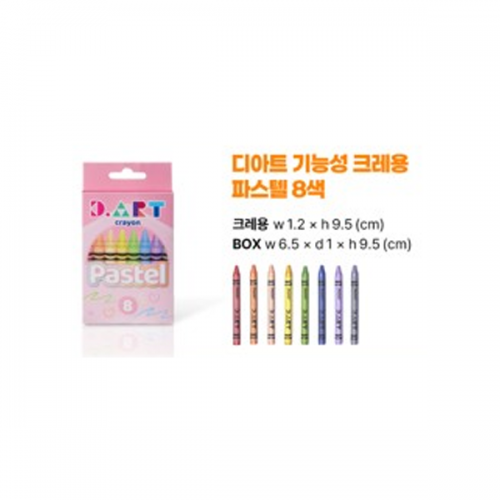 D.ART
crayon
Pastel
8
디아트 기능성 크레용
파스텔 8색
크레용 w 1.2 × h 9.5 (cm)
BOX w 6.5 × d 1 × h 9.5 (cm)